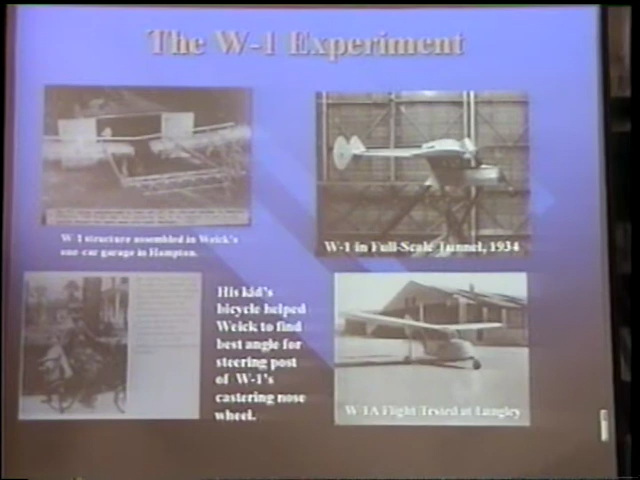 The W-1 Experiment
W-1 structure assembled in Weick's
one-car garage in Hampton.
W-1 in Full-Scale Tunnel, 1934
His kid's
bicycle helped
Weick to find
best angle for
steering post
of W-1's
castering nose
wheel.
W-1A Flight Tested at Langley